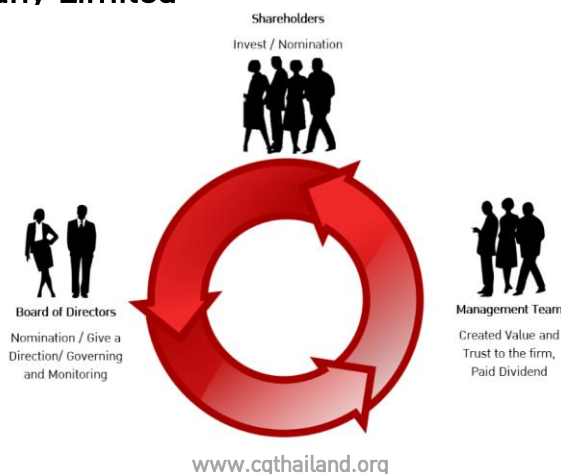 Limited
Shareholders
Invest / Nomination
Board of Directors
Nomination / Give a
Direction/ Governing
and Monitoring
Management Team
Created Value and
Trust to the firm,
Paid Dividend
www.cgthailand.org